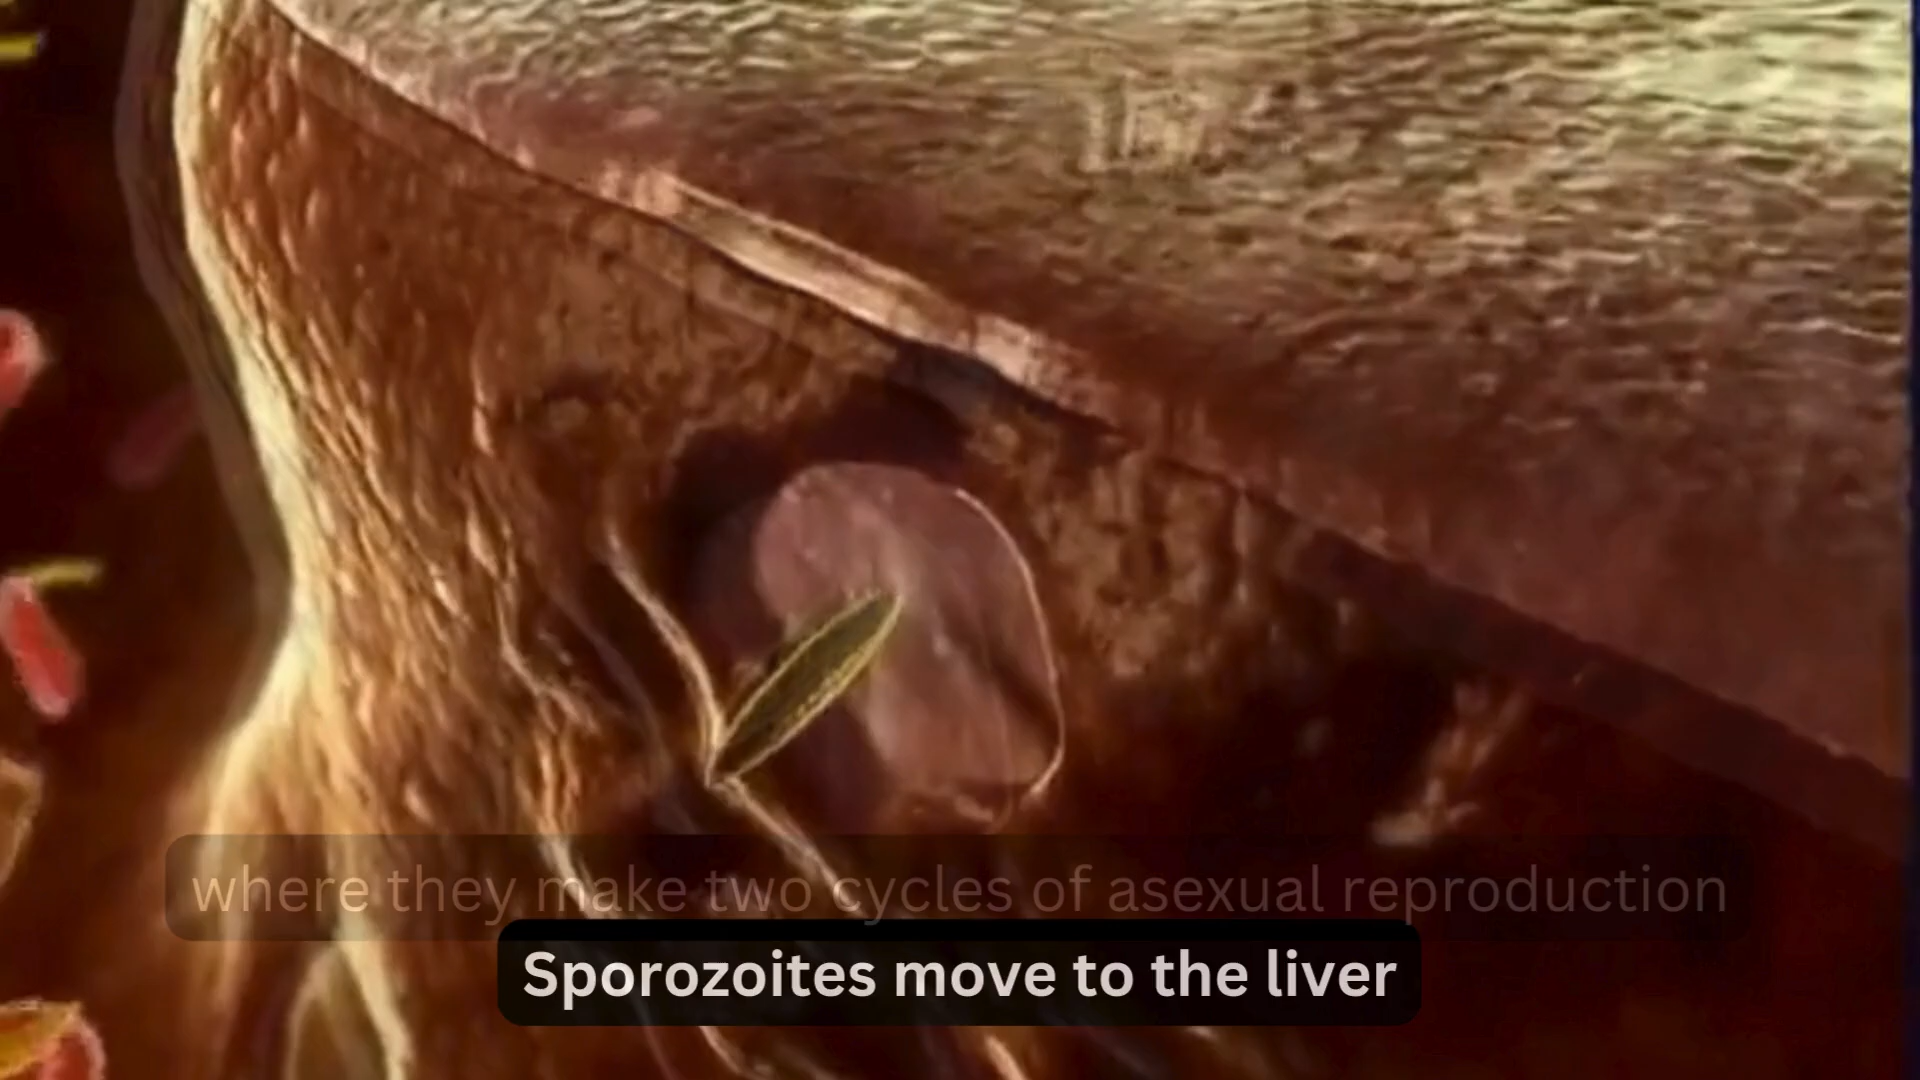 where they make two cycles of asexual reproduction
Sporozoites move to the liver